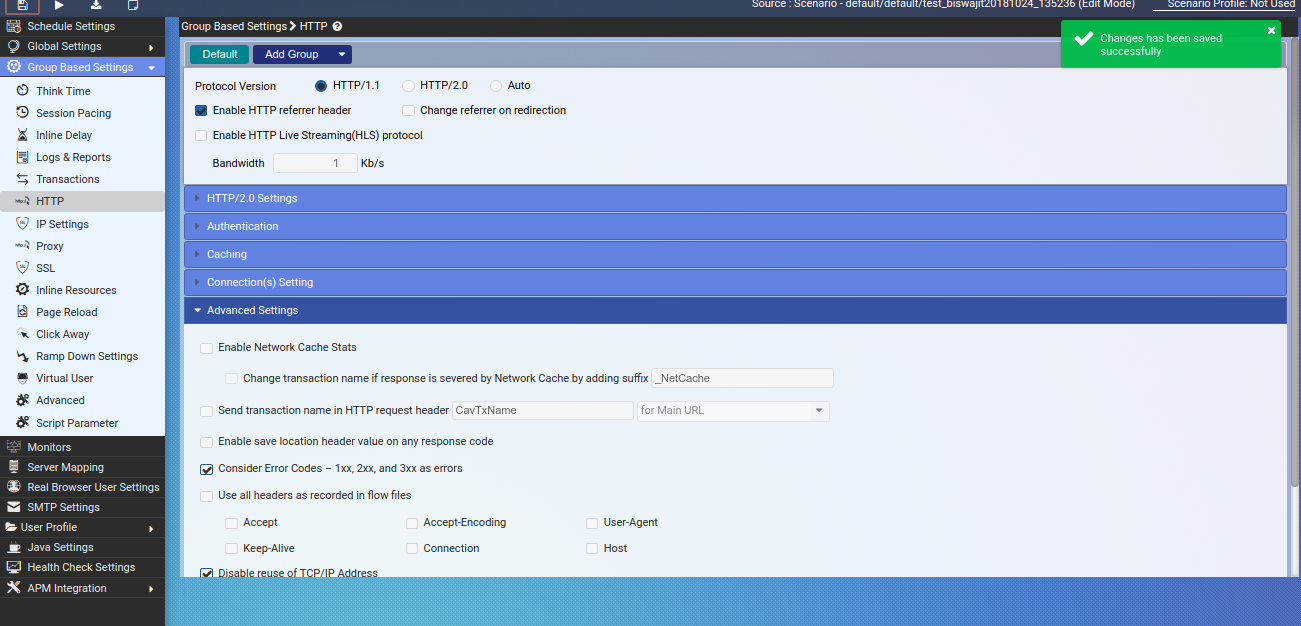 Source : Scenario - default/default/test_biswajit20181024_135236 (Edit Mode)
Scenario Profile: Not Used
Schedule Settings
Global Settings
Group Based Settings
Think Time
Session Pacing
Inline Delay
Logs & Reports
Transactions
HTTP
IP Settings
Proxy
SSL
Inline Resources
Page Reload
Click Away
Ramp Down Settings
Virtual User
Advanced
Script Parameter
Monitors
Server Mapping
Real Browser User Settings
SMTP Settings
User Profile
Java Settings
Health Check Settings
APM Integration
Group Based Settings HTTP
Changes has been saved
successfully
Default Add Group
Protocol Version HTTP/1.1 HTTP/2.0 Auto
Enable HTTP referrer header Change referrer on redirection
Enable HTTP Live Streaming(HLS) protocol
Bandwidth 1 Kb/s
HTTP/2.0 Settings
Authentication
Caching
Connection(s) Setting
Advanced Settings
Enable Network Cache Stats
Change transaction name if response is severed by Network Cache by adding suffix _NetCache
Send transaction name in HTTP request header CavTxName for Main URL
Enable save location header value on any response code
Consider Error Codes – 1xx, 2xx, and 3xx as errors
Use all headers as recorded in flow files
Accept Accept-Encoding User-Agent
Keep-Alive Connection Host
Disable reuse of TCP/IP Address